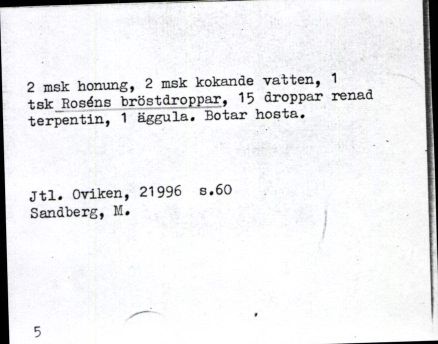 2 msk honung, 2 msk kokande vatten, 1
tsk Roséns bröstdroppar, 15 droppar renad
terpentin, 1 äggula. Botar hosta.
Jtl. Oviken, 21996 s.60
Sandberg, M.
5